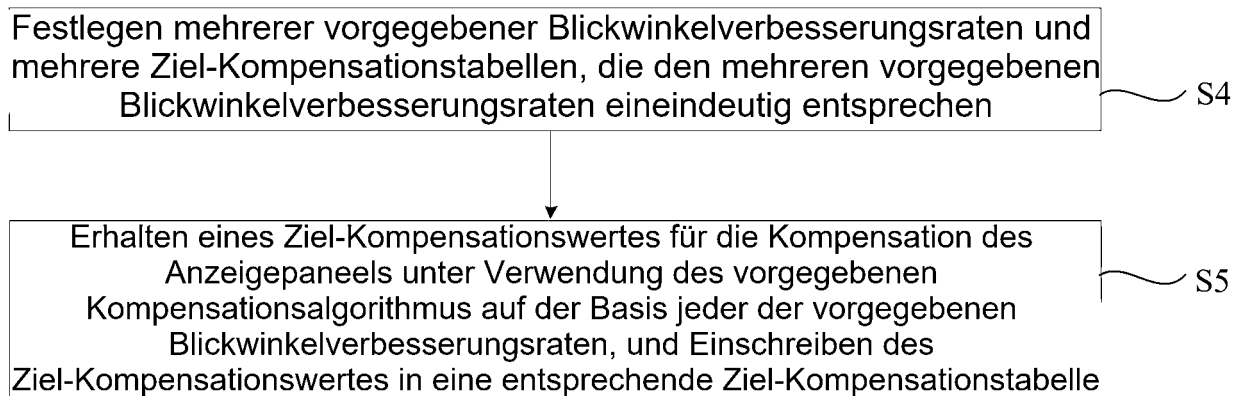 Festlegen mehrerer vorgegebener Blickwinkelverbesserungsraten und
mehrere Ziel-Kompensationstabellen, die den mehreren vorgegebenen
Blickwinkelverbesserungsraten eineindeutig entsprechen
S4
Erhalten eines Ziel-Kompensationswertes für die Kompensation des
Anzeigepaneels unter Verwendung des vorgegebenen
Kompensationsalgorithmus auf der Basis jeder der vorgegebenen
Blickwinkelverbesserungsraten, und Einschreiben des
Ziel-Kompensationswertes in eine entsprechende Ziel-Kompensationstabelle
S5